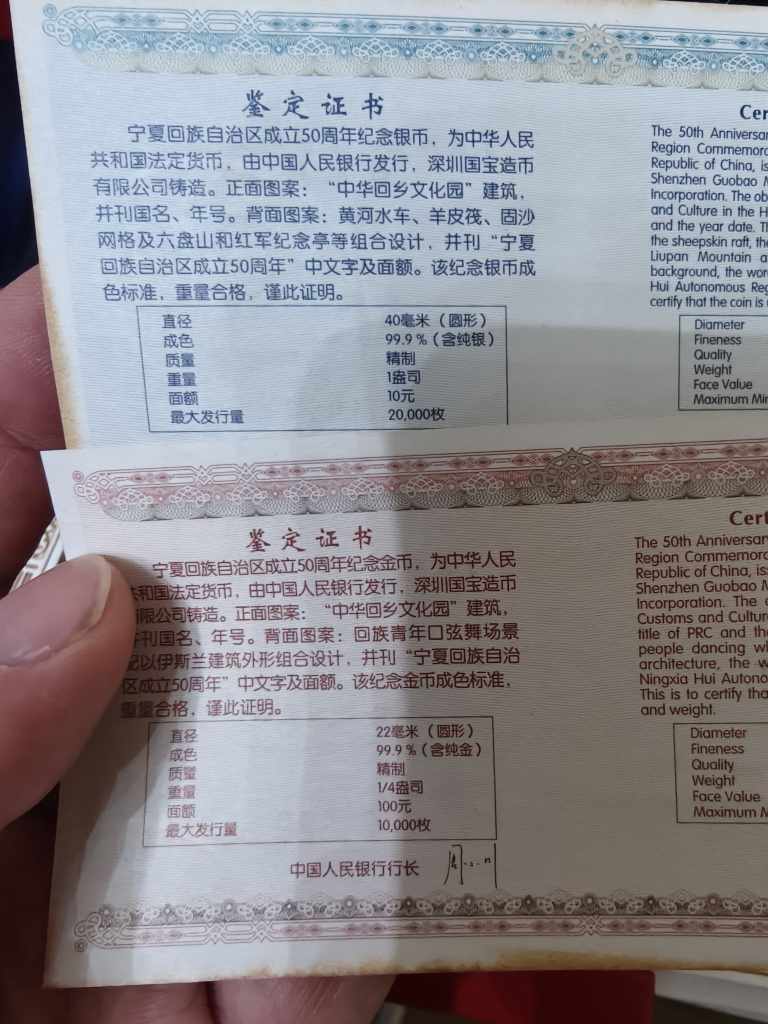 鉴定证书
宁夏回族自治区成立50周年纪念银币，为中华人民
共和国法定货币，由中国人民银行发行，深圳国宝造币
有限公司铸造。正面图案：“中华回乡文化园”建筑，
并刊国名、年号。背面图案：黄河水车、羊皮筏、固沙
网格及六盘山和红军纪念亭等组合设计，并刊“宁夏
回族自治区成立50周年”中文字及面额。该纪念银币成
色标准，重量合格，谨此证明。
直径 40毫米（圆形）
成色 99.9％（含纯银）
质量 精制
重量 1盎司
面额 10元
最大发行量 20,000枚
Cer
The 50th Anniversar
Region Commemora
Republic of China, is
Shenzhen Guobao M
Incorporation. The ob
and Culture in the H
and the year date. T
the sheepskin raft, the
Liupan Mountain a
background, the wor
Hui Autonomous Reg
certify that the coin is
Diameter
Fineness
Quality
Weight
Face Value
Maximum Min
鉴定证书
宁夏回族自治区成立50周年纪念金币，为中华人民
和国法定货币，由中国人民银行发行，深圳国宝造币
有限公司铸造。正面图案：“中华回乡文化园”建筑，
并刊国名、年号。背面图案：回族青年口弦舞场景
配以伊斯兰建筑外形组合设计，并刊“宁夏回族自治
区成立50周年”中文字及面额。该纪念金币成色标准，
重量合格，谨此证明。
直径 22毫米（圆形）
成色 99.9％（含纯金）
质量 精制
重量 1/4盎司
面额 100元
最大发行量 10,000枚
中国人民银行行长
Cert
The 50th Anniversar
Region Commemora
Republic of China, iss
Shenzhen Guobao M
Incorporation. The o
Customs and Culture
title of PRC and the
people dancing wh
architecture, the w
Ningxia Hui Autono
This is to certify tha
and weight.
Diameter
Fineness
Quality
Weight
Face Value
Maximum M